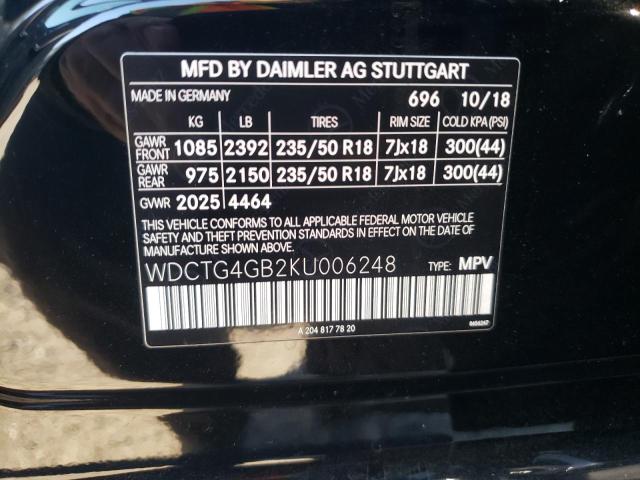 MFD BY DAIMLER AG STUTTGART
MADE IN GERMANY 696 10/18
KG LB TIRES RIM SIZE COLD KPA (PSI)
GAWR FRONT 1085 2392 235/50 R18 7Jx18 300(44)
GAWR REAR 975 2150 235/50 R18 7Jx18 300(44)
GVWR 2025 4464
THIS VEHICLE CONFORMS TO ALL APPLICABLE FEDERAL MOTOR VEHICLE
SAFETY AND THEFT PREVENTION STANDARDS IN EFFECT ON THE DATE OF
MANUFACTURE SHOWN ABOVE.
WDCTG4GB2KU006248 TYPE: MPV
A 204 817 78 20